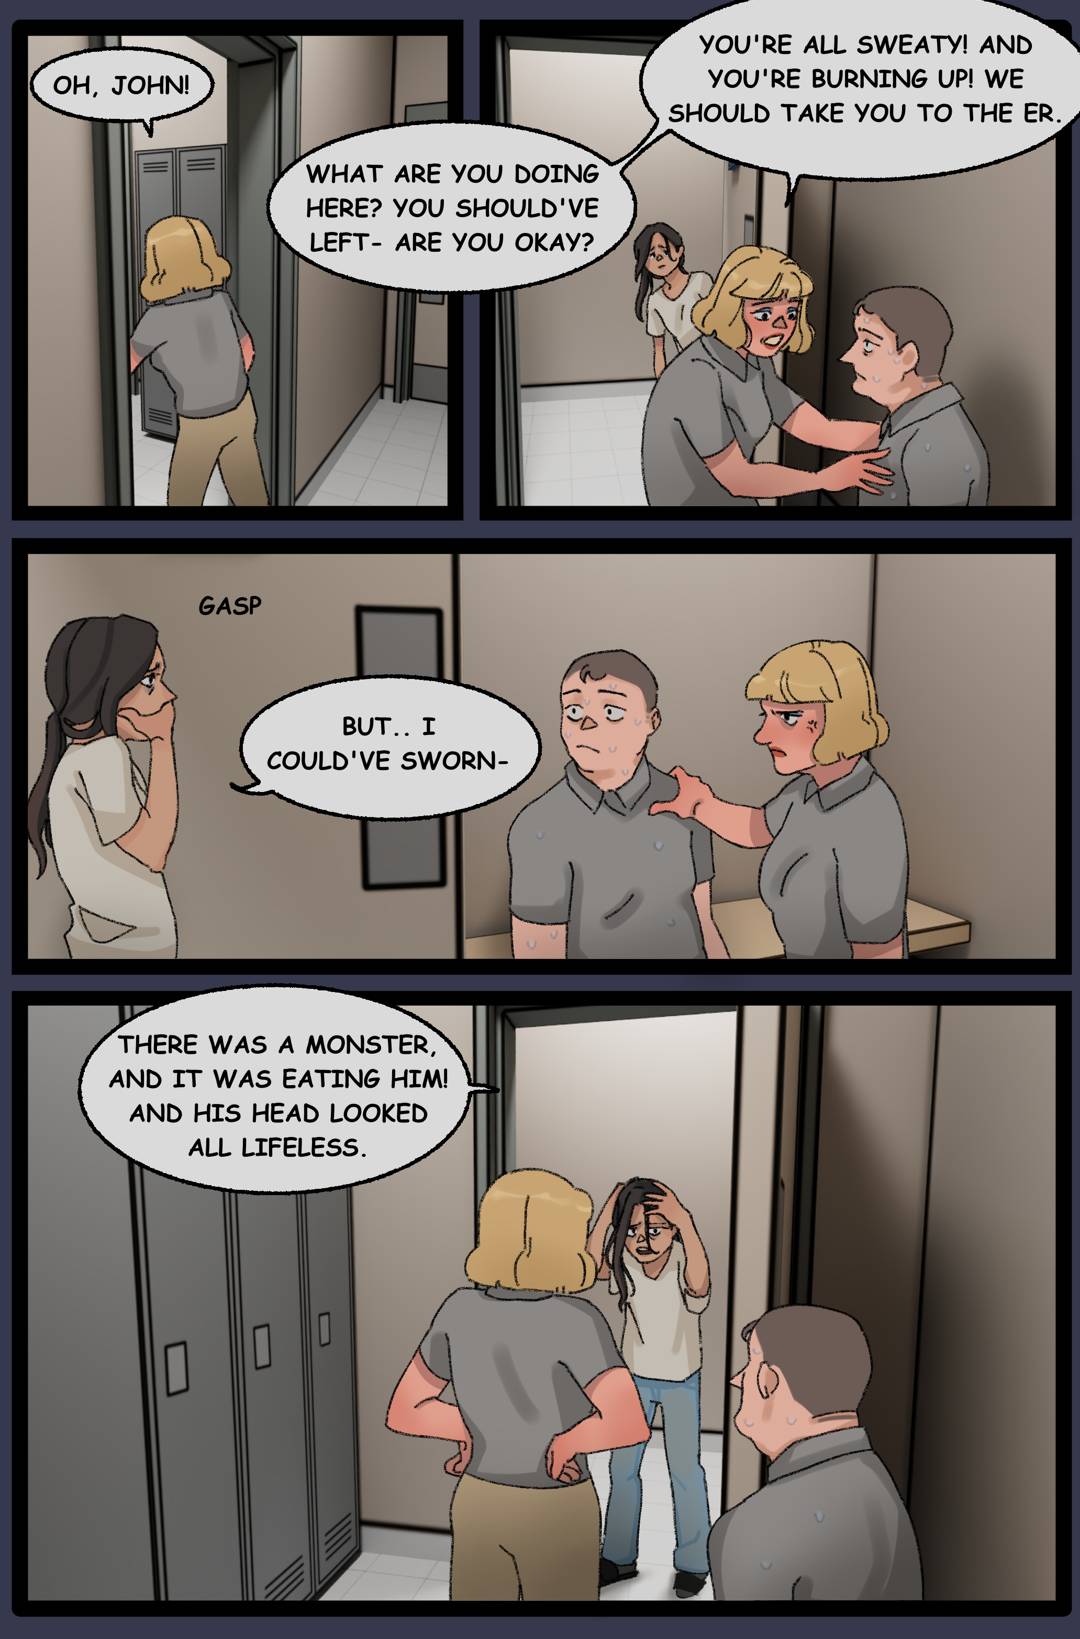 OH, JOHN!
WHAT ARE YOU DOING
HERE? YOU SHOULD'VE
LEFT- ARE YOU OKAY?
YOU'RE ALL SWEATY! AND
YOU'RE BURNING UP! WE
SHOULD TAKE YOU TO THE ER.
GASP
BUT.. I
COULD'VE SWORN-
THERE WAS A MONSTER,
AND IT WAS EATING HIM!
AND HIS HEAD LOOKED
ALL LIFELESS.